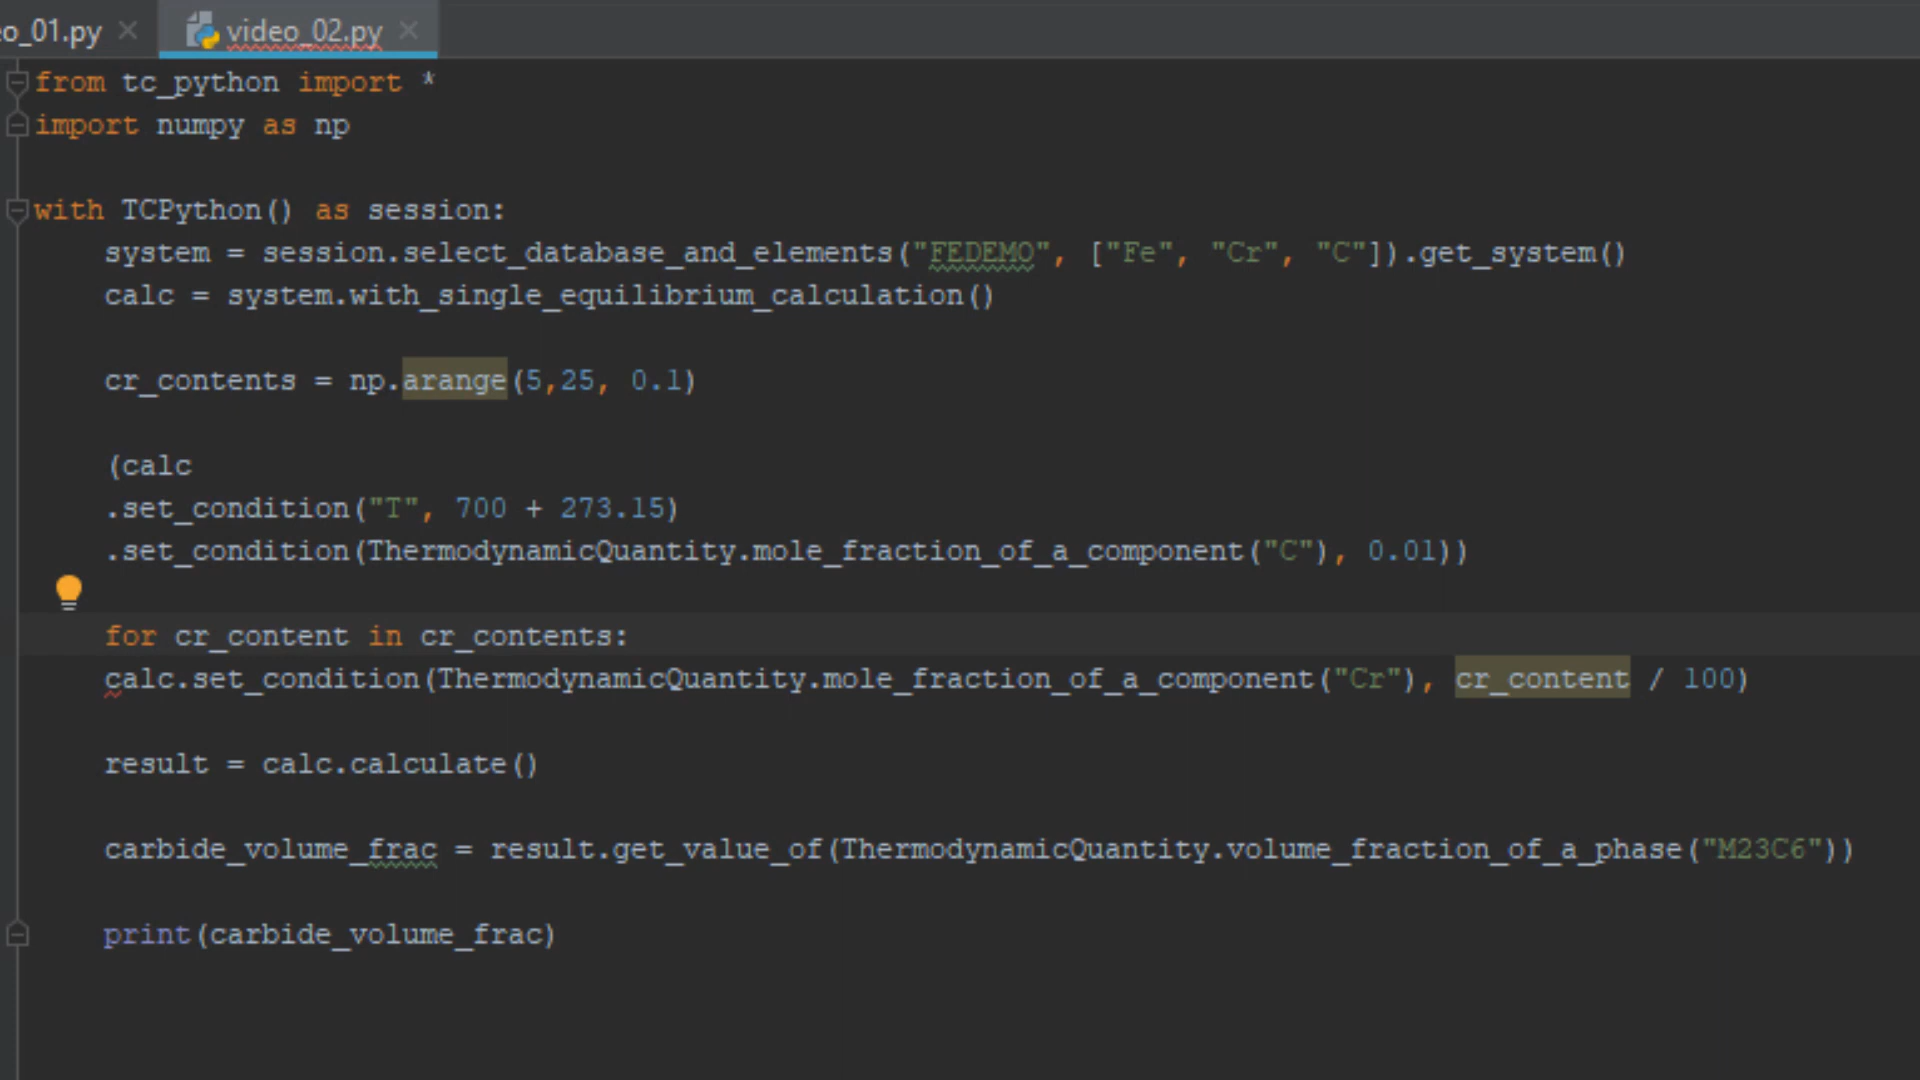 eo_01.py
video_02.py
from tc_python import *
import numpy as np
with TCPython() as session:
system = session.select_database_and_elements("FEDEMO", ["Fe", "Cr", "C"]).get_system()
calc = system.with_single_equilibrium_calculation()
cr_contents = np.arange(5,25, 0.1)
(calc
.set_condition("T", 700 + 273.15)
.set_condition(ThermodynamicQuantity.mole_fraction_of_a_component("C"), 0.01))
for cr_content in cr_contents:
calc.set_condition(ThermodynamicQuantity.mole_fraction_of_a_component("Cr"), cr_content / 100)
result = calc.calculate()
carbide_volume_frac = result.get_value_of(ThermodynamicQuantity.volume_fraction_of_a_phase("M23C6"))
print(carbide_volume_frac)